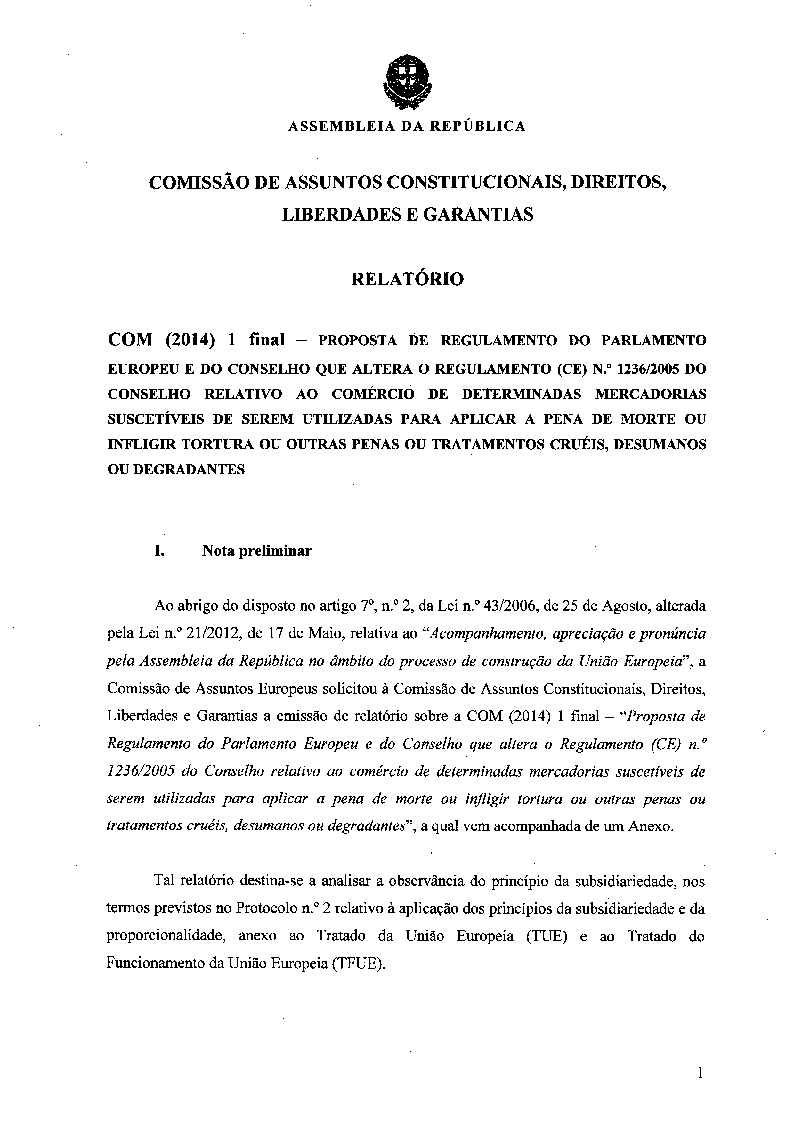 ASSEMBLEIA DA REPÚBLICA
COMISSÃO DE ASSUNTOS CONSTITUCIONAIS, DIREITOS,
LIBERDADES E GARANTIAS
RELATÓRIO
COM (2014) 1 final – PROPOSTA DE REGULAMENTO DO PARLAMENTO
EUROPEU E DO CONSELHO QUE ALTERA O REGULAMENTO (CE) N.º 1236/2005 DO
CONSELHO RELATIVO AO COMÉRCIO DE DETERMINADAS MERCADORIAS
SUSCETÍVEIS DE SEREM UTILIZADAS PARA APLICAR A PENA DE MORTE OU
INFLIGIR TORTURA OU OUTRAS PENAS OU TRATAMENTOS CRUÉIS, DESUMANOS
OU DEGRADANTES
I. Nota preliminar
Ao abrigo do disposto no artigo 7º, n.º 2, da Lei n.º 43/2006, de 25 de Agosto, alterada
pela Lei n.º 21/2012, de 17 de Maio, relativa ao “Acompanhamento, apreciação e pronúncia
pela Assembleia da República no âmbito do processo de construção da União Europeia”, a
Comissão de Assuntos Europeus solicitou à Comissão de Assuntos Constitucionais, Direitos,
Liberdades e Garantias a emissão de relatório sobre a COM (2014) 1 final – “Proposta de
Regulamento do Parlamento Europeu e do Conselho que altera o Regulamento (CE) n.º
1236/2005 do Conselho relativo ao comércio de determinadas mercadorias suscetíveis de
serem utilizadas para aplicar a pena de morte ou infligir tortura ou outras penas ou
tratamentos cruéis, desumanos ou degradantes”, a qual vem acompanhada de um Anexo.
Tal relatório destina-se a analisar a observância do princípio da subsidiariedade, nos
termos previstos no Protocolo n.º 2 relativo à aplicação dos princípios da subsidiariedade e da
proporcionalidade, anexo ao Tratado da União Europeia (TUE) e ao Tratado do
Funcionamento da União Europeia (TFUE).
1